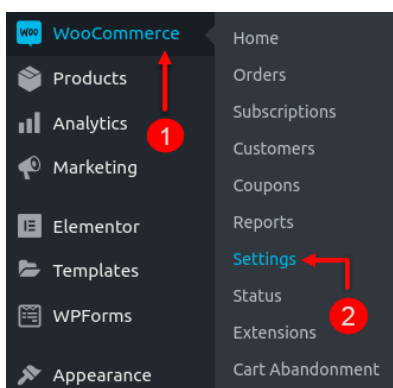 Woo WooCommerce
Products
Analytics
1
Marketing
Elementor
Templates
WPForms
Appearance
Home
Orders
Subscriptions
Customers
Coupons
Reports
Settings
Status
2
Extensions
Cart Abandonment